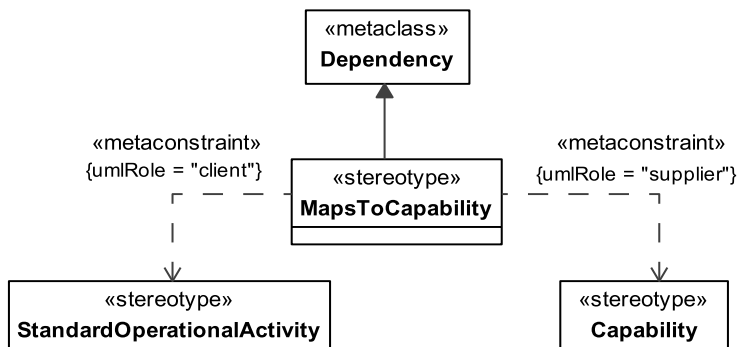 «metaclass»
Dependency
«metaconstraint»
{umlRole = "client"}
«metaconstraint»
{umlRole = "supplier"}
«stereotype»
MapsToCapability
«stereotype»
StandardOperationalActivity
«stereotype»
Capability